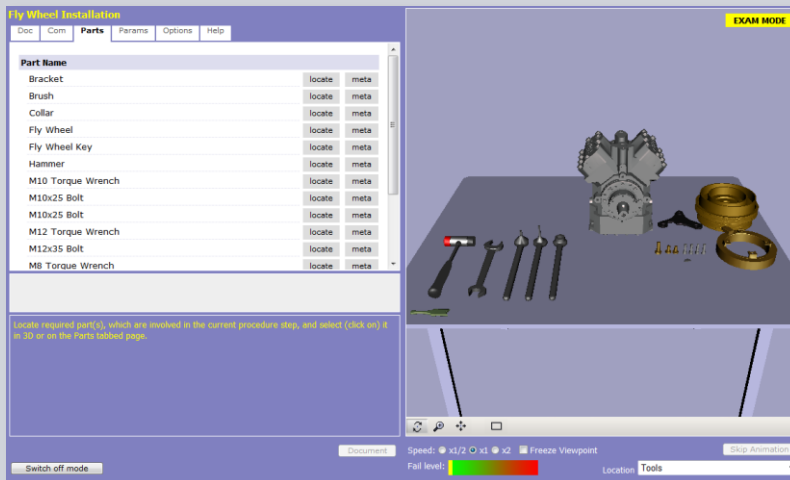 Fly Wheel Installation
EXAM MODE
Doc Com Parts Params Options Help
Part Name
Bracket locate meta
Brush locate meta
Collar locate meta
Fly Wheel locate meta
Fly Wheel Key locate meta
Hammer locate meta
M10 Torque Wrench locate meta
M10x25 Bolt locate meta
M10x25 Bolt locate meta
M12 Torque Wrench locate meta
M12x35 Bolt locate meta
M8 Torque Wrench locate meta
Locate required part(s), which are involved in the current procedure step, and select (click on) it
in 3D or on the Parts tabbed page.
Document
Speed: x1/2 x1 x2 Freeze Viewpoint
Skip Animation
Switch off mode
Fail level:
Location Tools